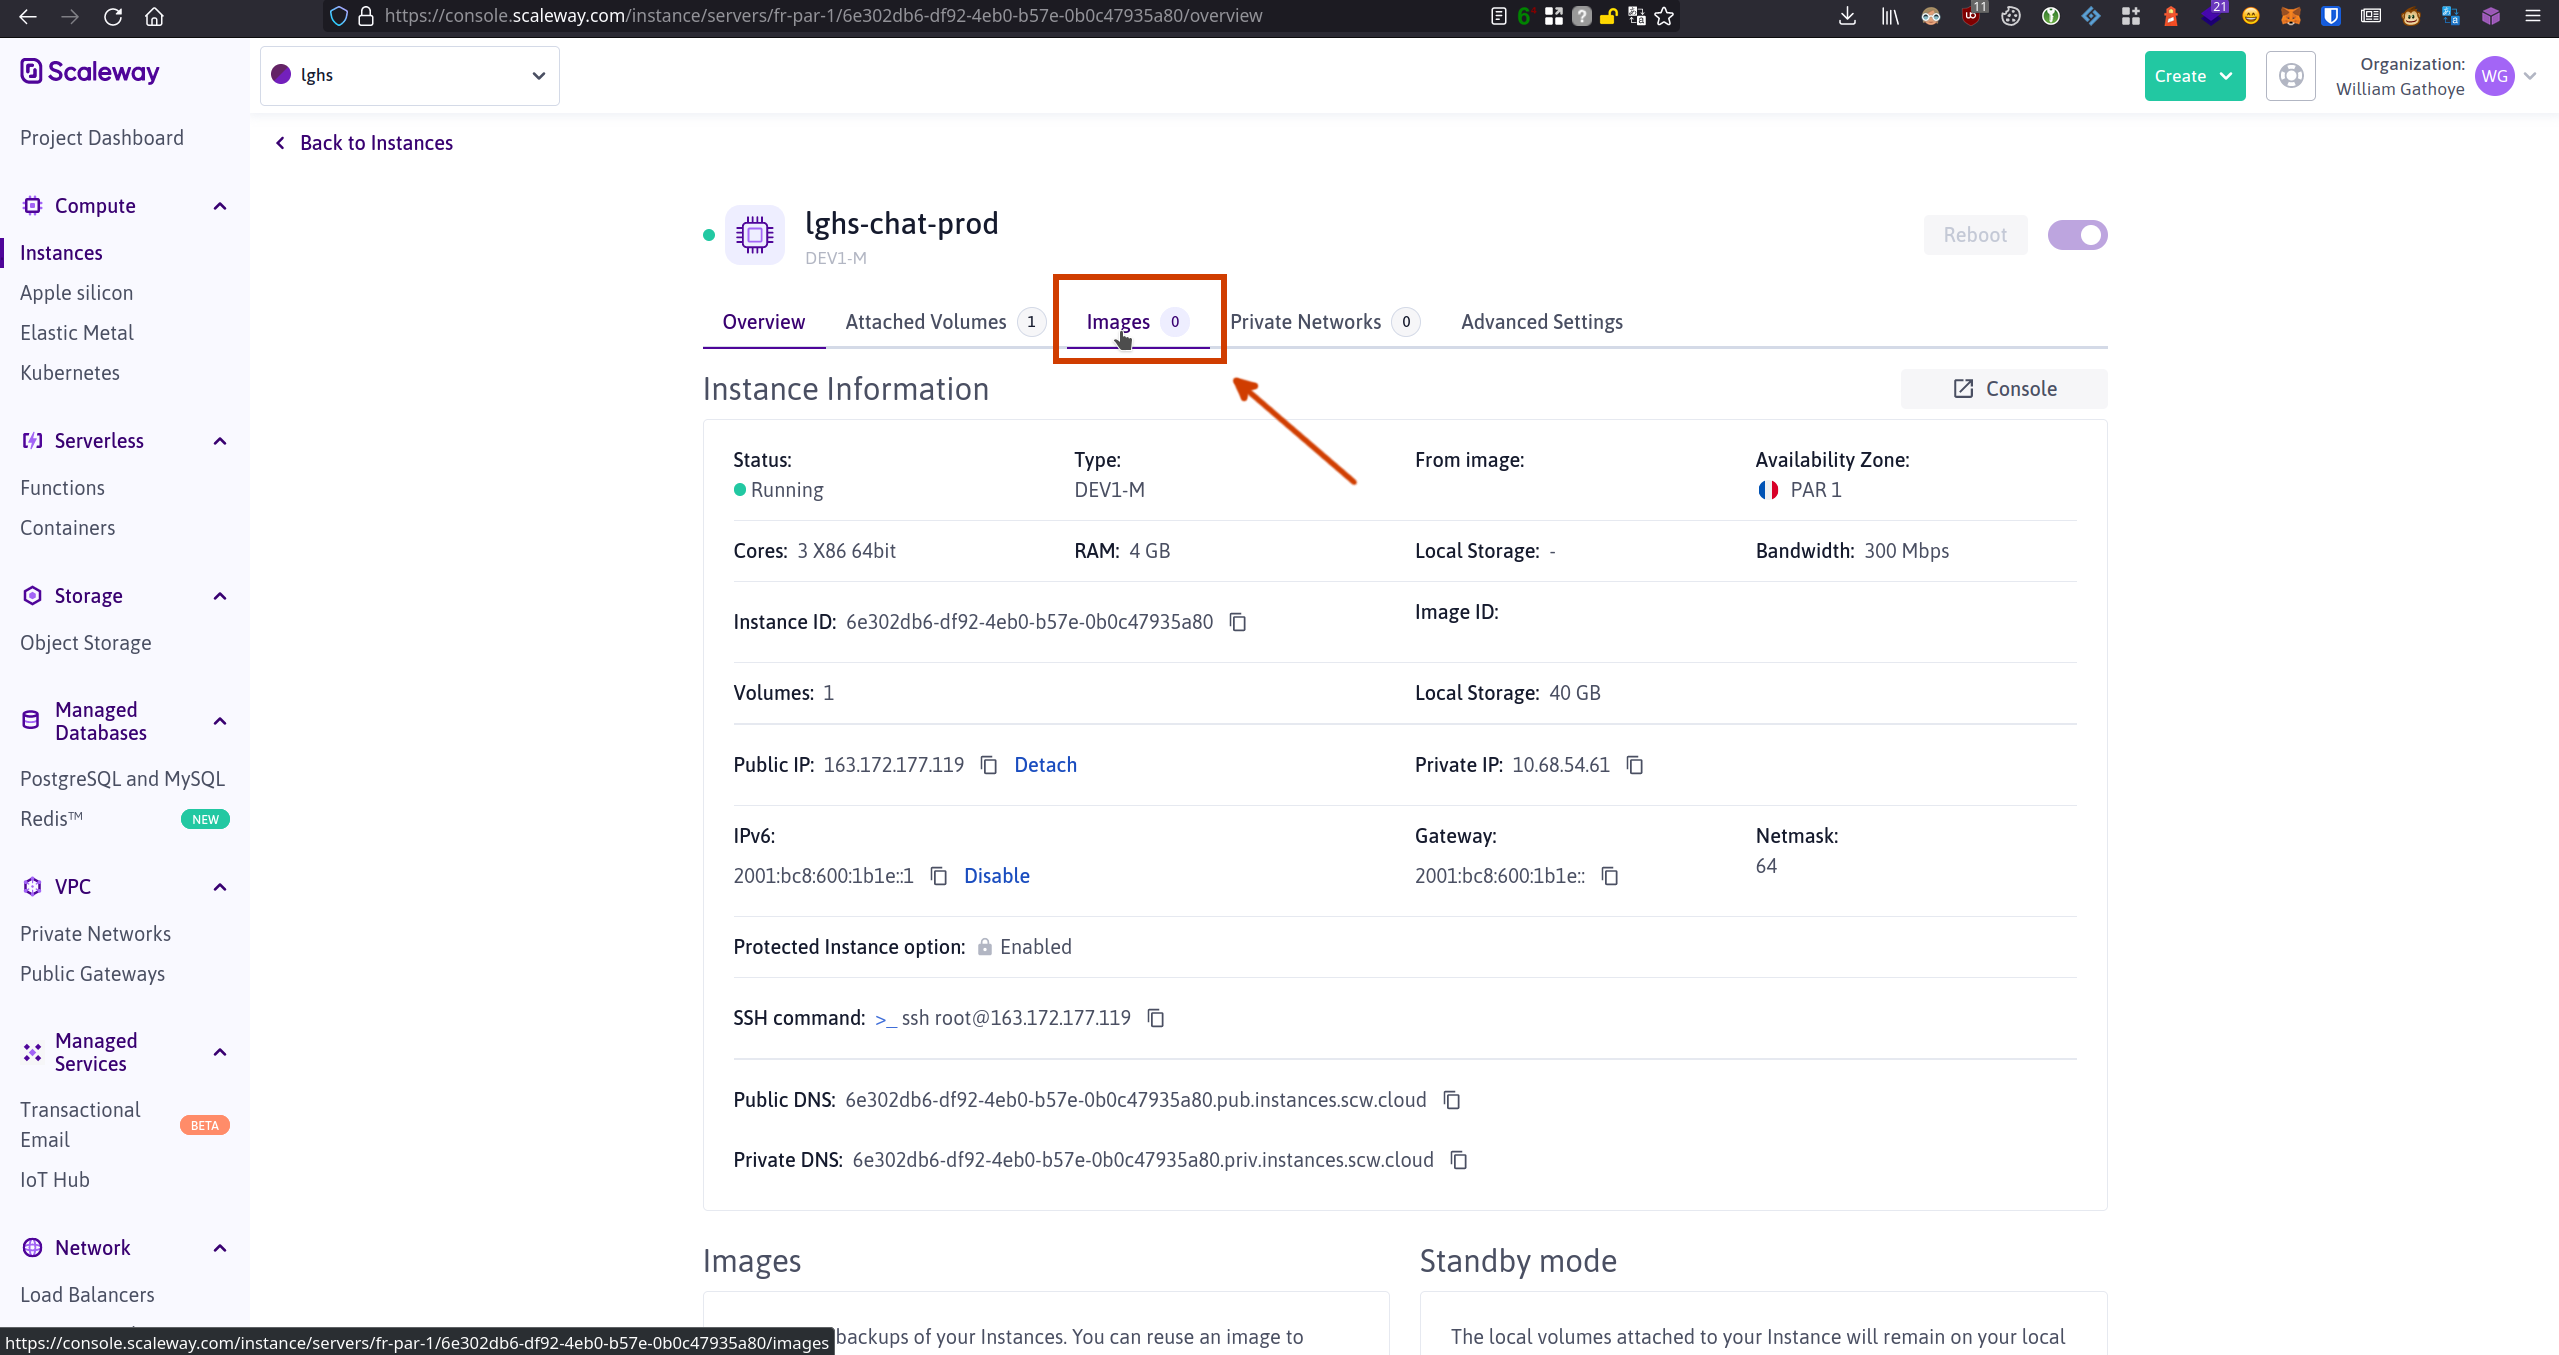 https://console.scaleway.com/instance/servers/fr-par-1/6e302db6-df92-4eb0-b57e-0b0c47935a80/overview
6
11
21
Scaleway
lghs
Create
Organization:
William Gathoye
WG
Project Dashboard
Compute
Instances
Apple silicon
Elastic Metal
Kubernetes
Serverless
Functions
Containers
Storage
Object Storage
Managed
Databases
PostgreSQL and MySQL
Redis™ NEW
VPC
Private Networks
Public Gateways
Managed
Services
Transactional
Email
BETA
IoT Hub
Network
Load Balancers
Back to Instances
lghs-chat-prod
DEV1-M
Reboot
Overview Attached Volumes 1 Images 0 Private Networks 0 Advanced Settings
Instance Information
Console
Status: Type: From image: Availability Zone:
Running DEV1-M PAR 1
Cores: 3 X86 64bit RAM: 4 GB Local Storage: - Bandwidth: 300 Mbps
Instance ID: 6e302db6-df92-4eb0-b57e-0b0c47935a80 Image ID:
Volumes: 1 Local Storage: 40 GB
Public IP: 163.172.177.119 Detach Private IP: 10.68.54.61
IPv6: Gateway: Netmask:
2001:bc8:600:1b1e::1 Disable 2001:bc8:600:1b1e:: 64
Protected Instance option: Enabled
SSH command: >_ ssh root@163.172.177.119
Public DNS: 6e302db6-df92-4eb0-b57e-0b0c47935a80.pub.instances.scw.cloud
Private DNS: 6e302db6-df92-4eb0-b57e-0b0c47935a80.priv.instances.scw.cloud
Images
backups of your Instances. You can reuse an image to
Standby mode
The local volumes attached to your Instance will remain on your local
https://console.scaleway.com/instance/servers/fr-par-1/6e302db6-df92-4eb0-b57e-0b0c47935a80/images